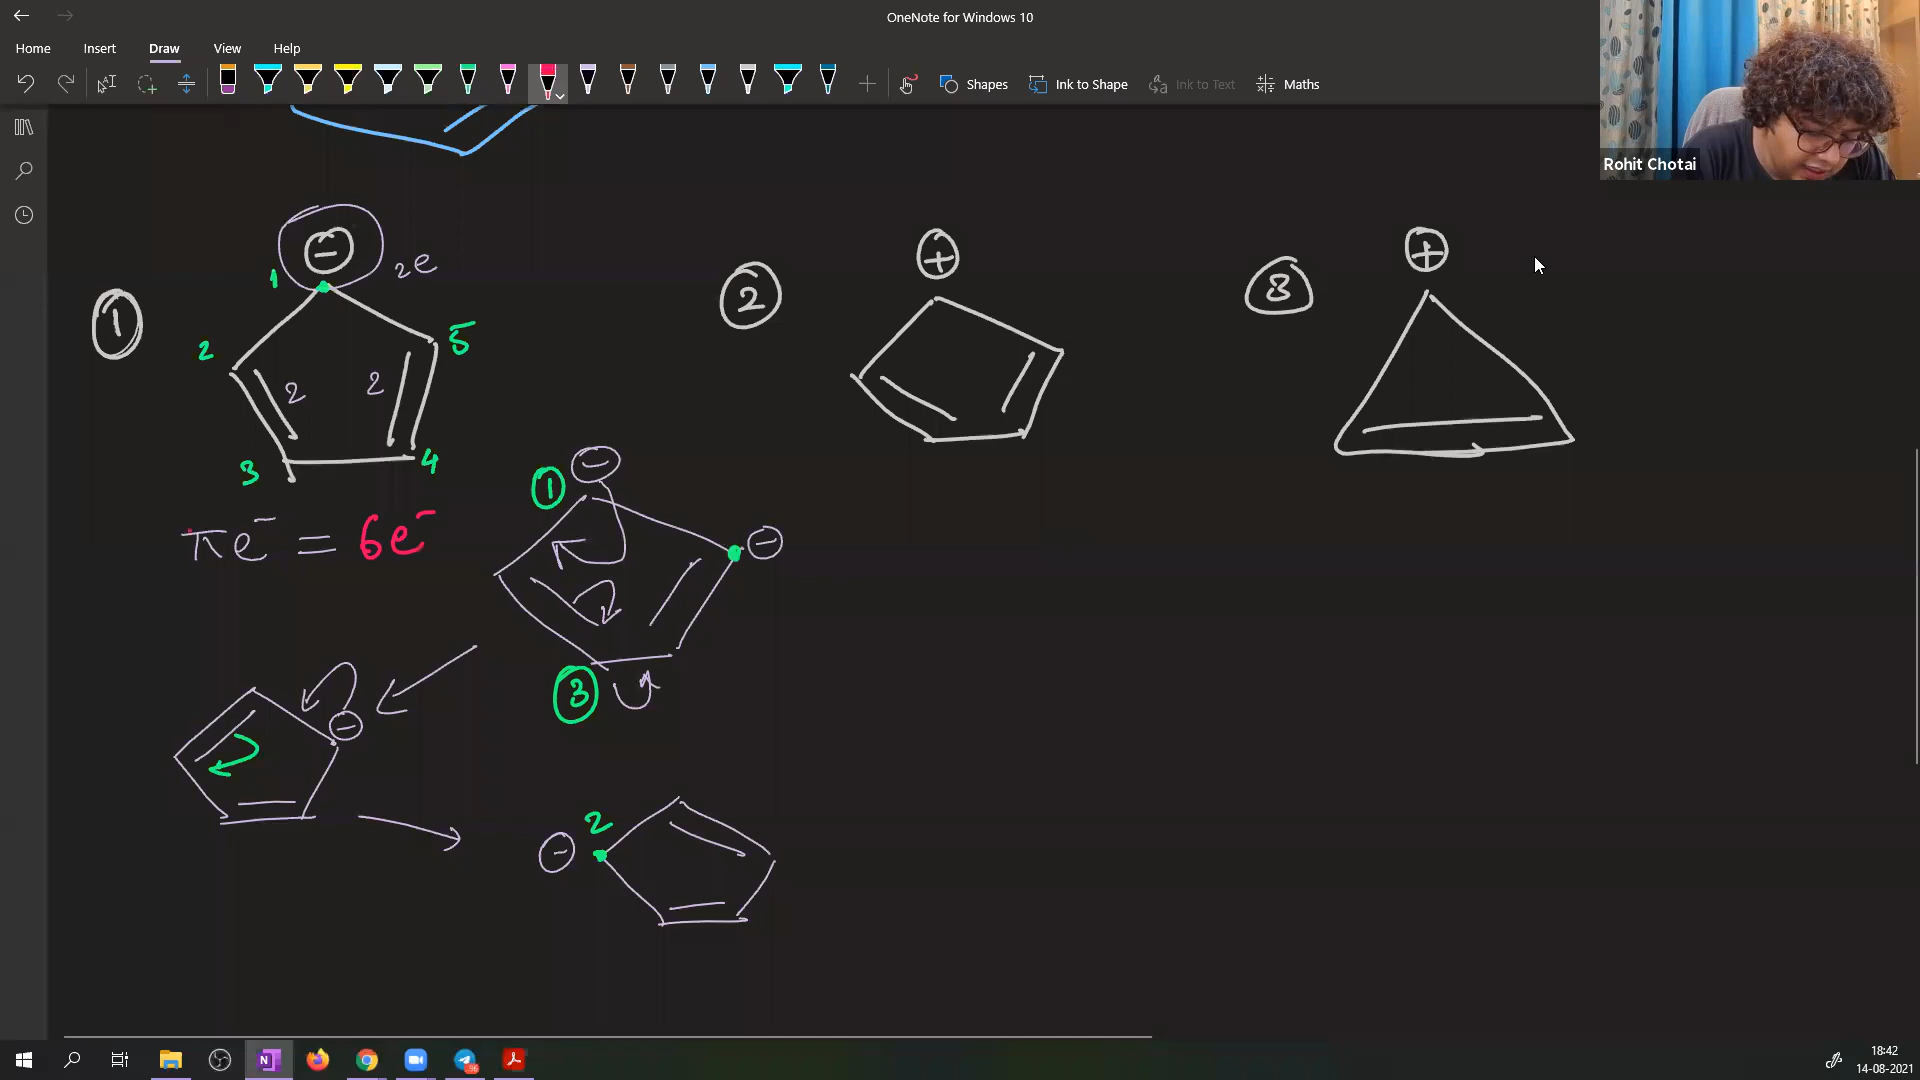 OneNote for Windows 10
Home Insert Draw View Help
Shapes Ink to Shape Ink to Text Maths
Rohit Chotai
⊖
1 2e
① 2 5
2 2
3 4
② ⊕
③ ⊕
πe⁻ = 6e⁻
① ⊖
⊖
③
⊖
2
⊖
96
18:42
14-08-2021